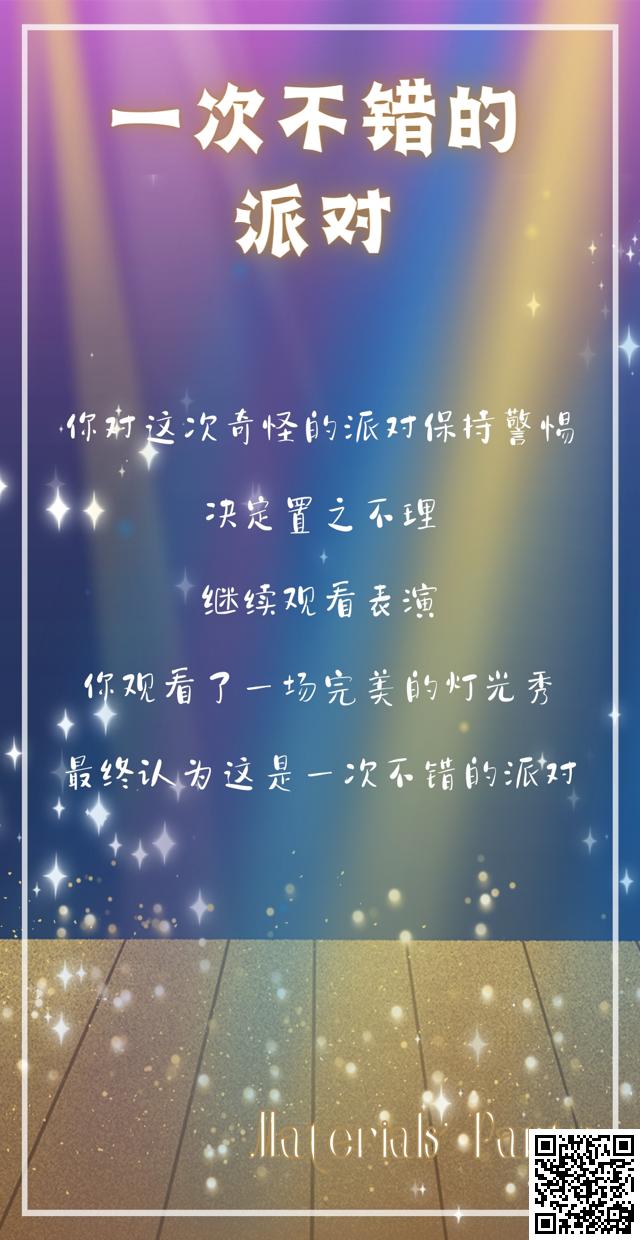 一次不错的
派对
你对这次奇怪的派对保持警惕
决定置之不理
继续观看表演
你观看了一场完美的灯光秀
最终认为这是一次不错的派对
Materials